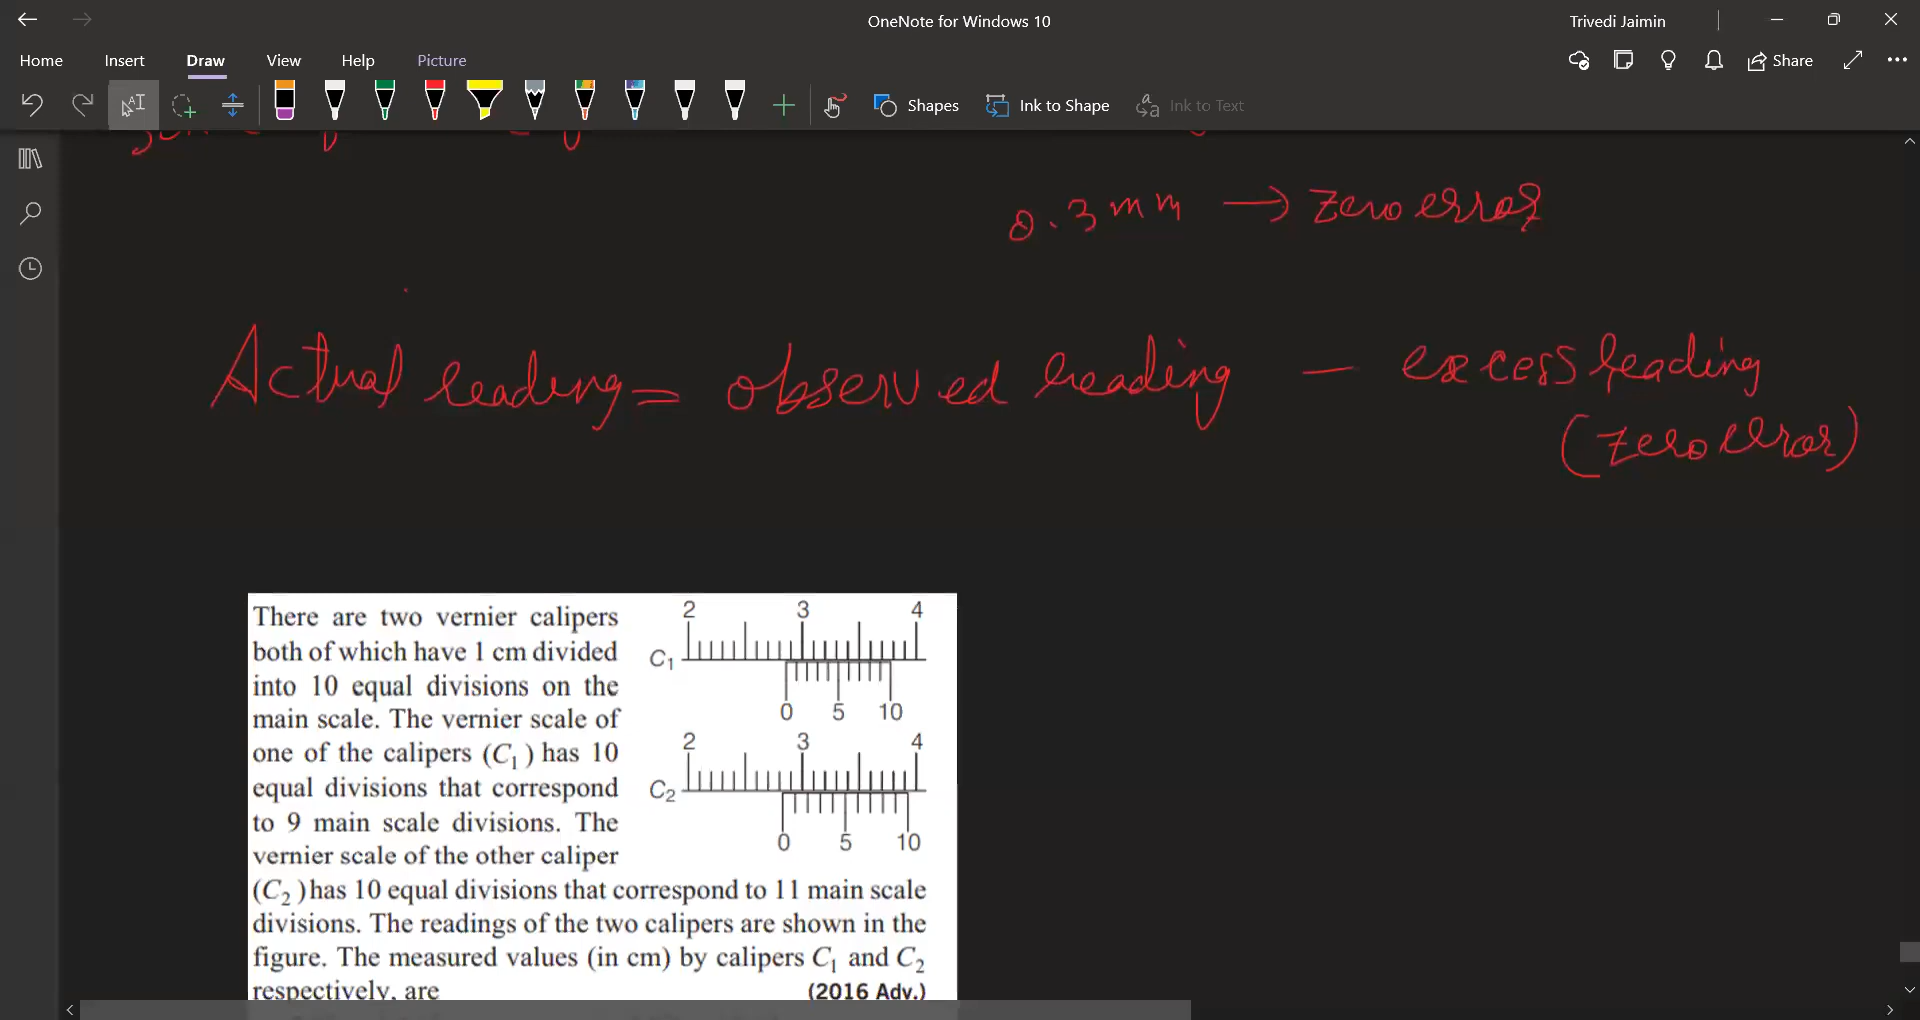 OneNote for Windows 10
Trivedi Jaimin
Home Insert Draw View Help Picture
Share
Shapes Ink to Shape Ink to Text
0.3 mm → zero error
Actual reading = observed reading – excess reading
(zero error)
There are two vernier calipers
both of which have 1 cm divided
into 10 equal divisions on the
main scale. The vernier scale of
one of the calipers (C₁) has 10
equal divisions that correspond
to 9 main scale divisions. The
vernier scale of the other caliper
(C₂) has 10 equal divisions that correspond to 11 main scale
divisions. The readings of the two calipers are shown in the
figure. The measured values (in cm) by calipers C₁ and C₂
respectively, are (2016 Adv.)
2 3 4
C₁
0 5 10
2 3 4
C₂
0 5 10